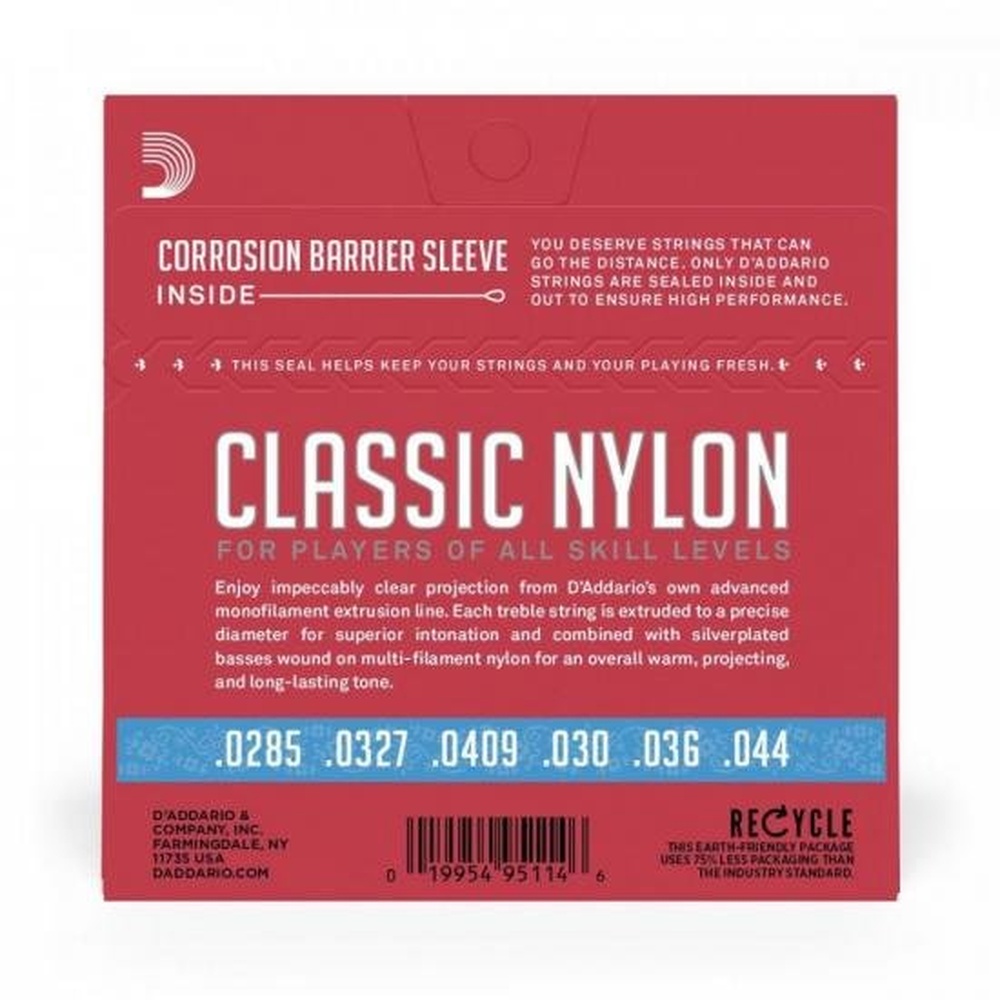 CORROSION BARRIER SLEEVE
INSIDE
YOU DESERVE STRINGS THAT CAN
GO THE DISTANCE. ONLY D'ADDARIO
STRINGS ARE SEALED INSIDE AND
OUT TO ENSURE HIGH PERFORMANCE.
THIS SEAL HELPS KEEP YOUR STRINGS AND YOUR PLAYING FRESH.
CLASSIC NYLON
FOR PLAYERS OF ALL SKILL LEVELS
Enjoy impeccably clear projection from D'Addario's own advanced
monofilament extrusion line. Each treble string is extruded to a precise
diameter for superior intonation and combined with silverplated
basses wound on multi-filament nylon for an overall warm, projecting,
and long-lasting tone.
.0285 .0327 .0409 .030 .036 .044
D'ADDARIO &
COMPANY, INC.
FARMINGDALE, NY
11735 USA
DADDARIO.COM
0 19954 95114 6
RECYCLE
THIS EARTH-FRIENDLY PACKAGE
USES 75% LESS PACKAGING THAN
THE INDUSTRY STANDARD.